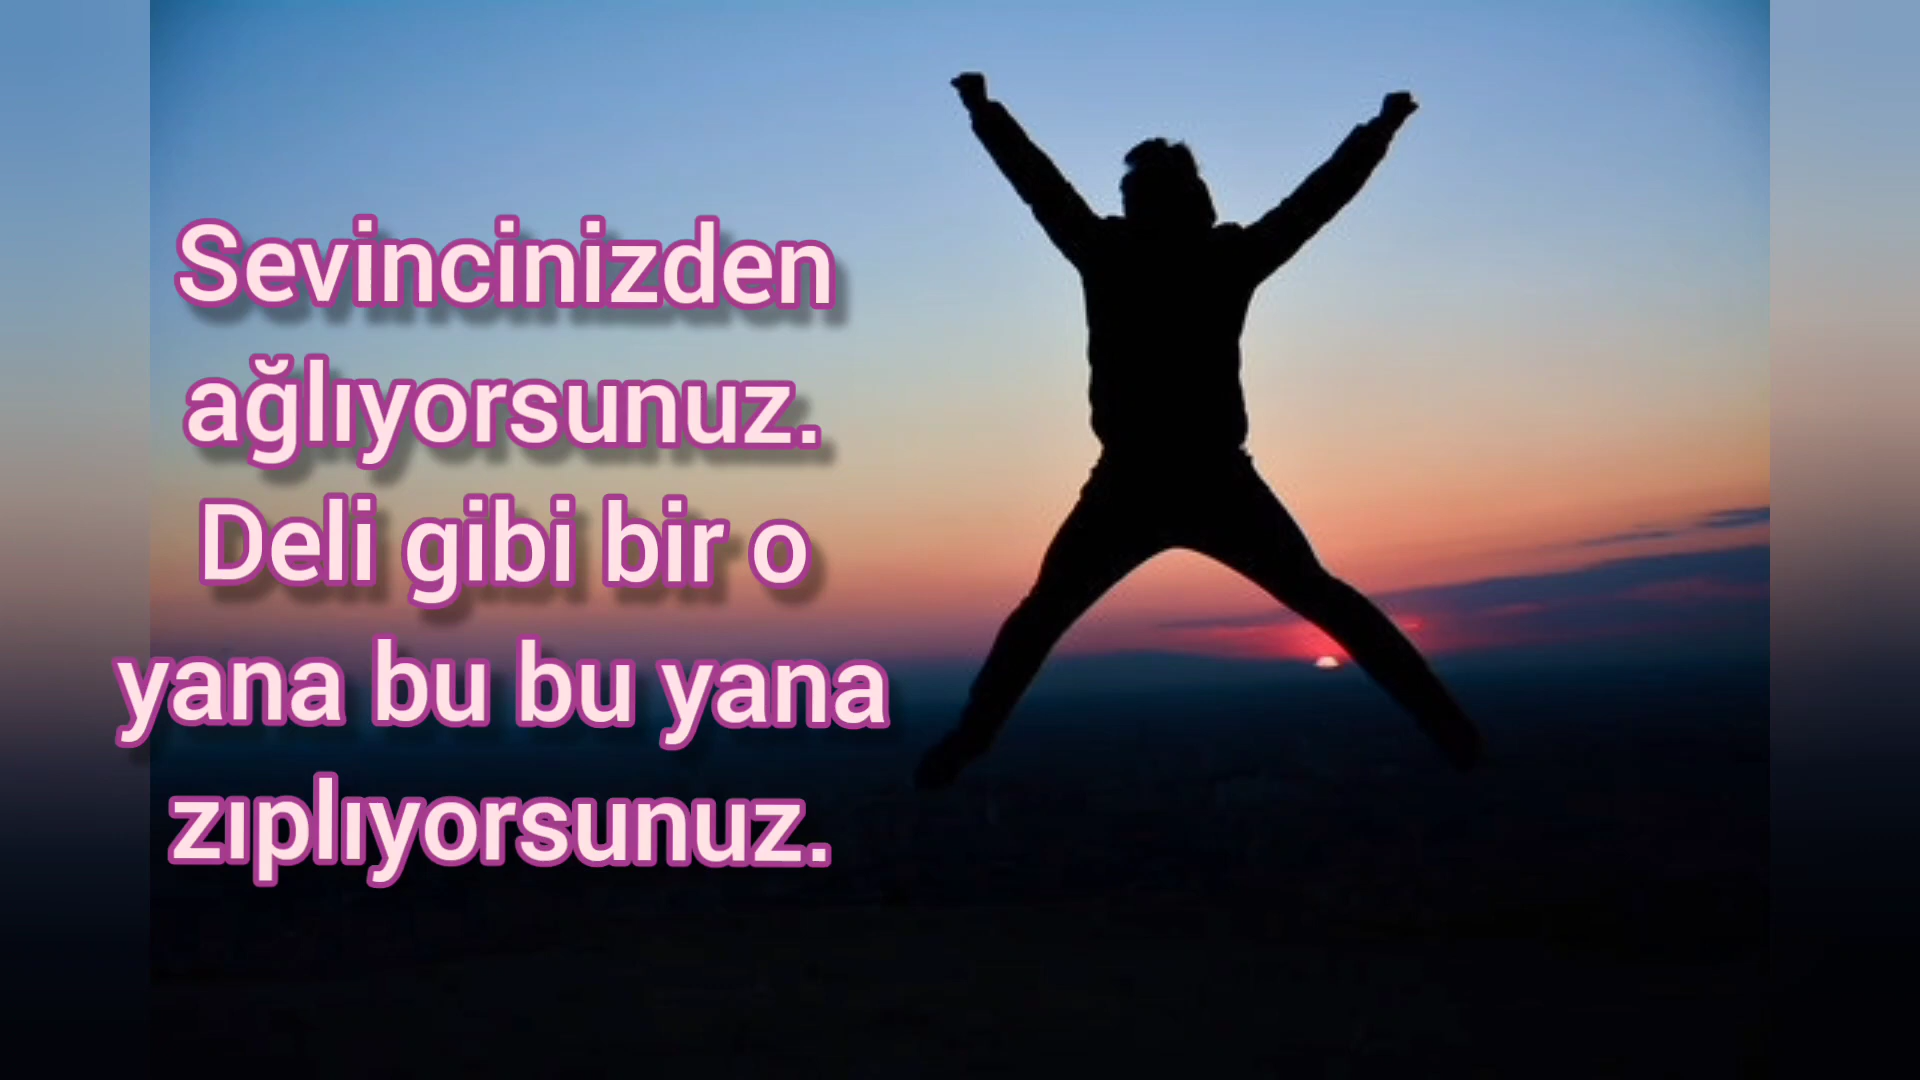 Sevincinizden
ağlıyorsunuz.
Deli gibi bir o
yana bu bu yana
zıplıyorsunuz.